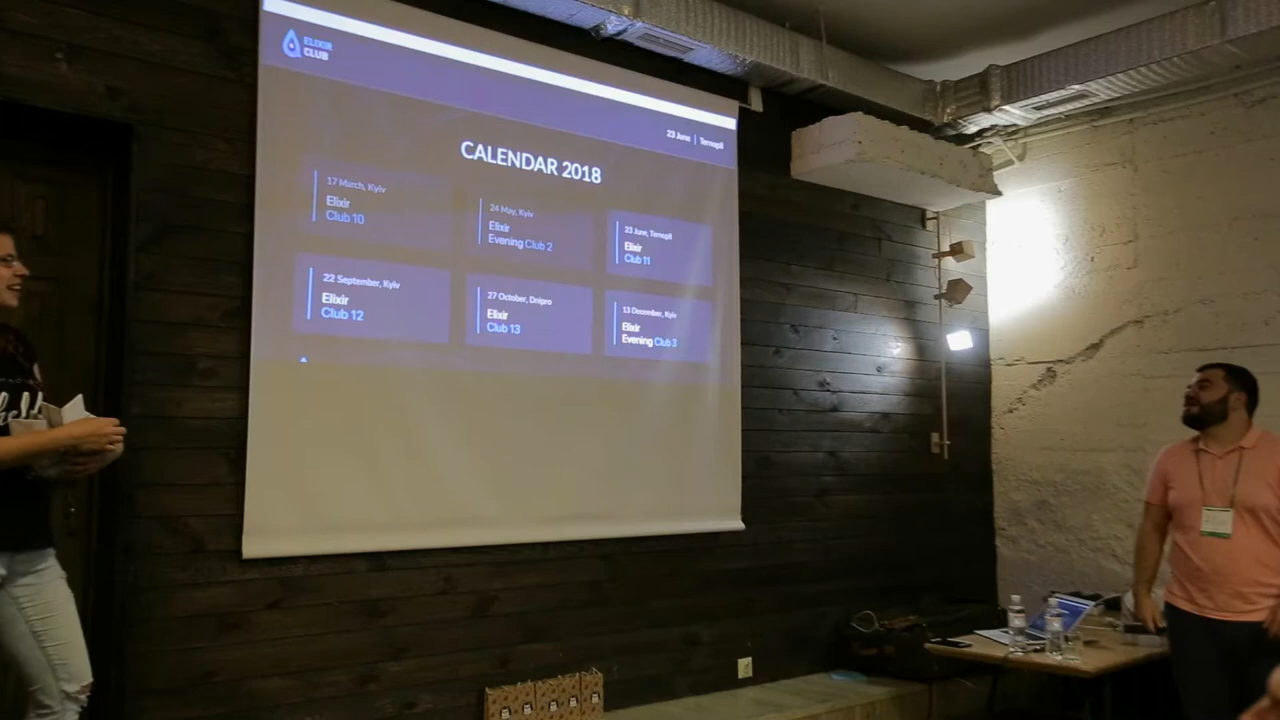 ELIXIR
CLUB
23 June | Ternopil
CALENDAR 2018
17 March, Kyiv
Elixir
Club 10
24 May, Kyiv
Elixir
Evening Club 2
23 June, Ternopil
Elixir
Club 11
22 September, Kyiv
Elixir
Club 12
27 October, Dnipro
Elixir
Club 13
13 December, Kyiv
Elixir
Evening Club 3